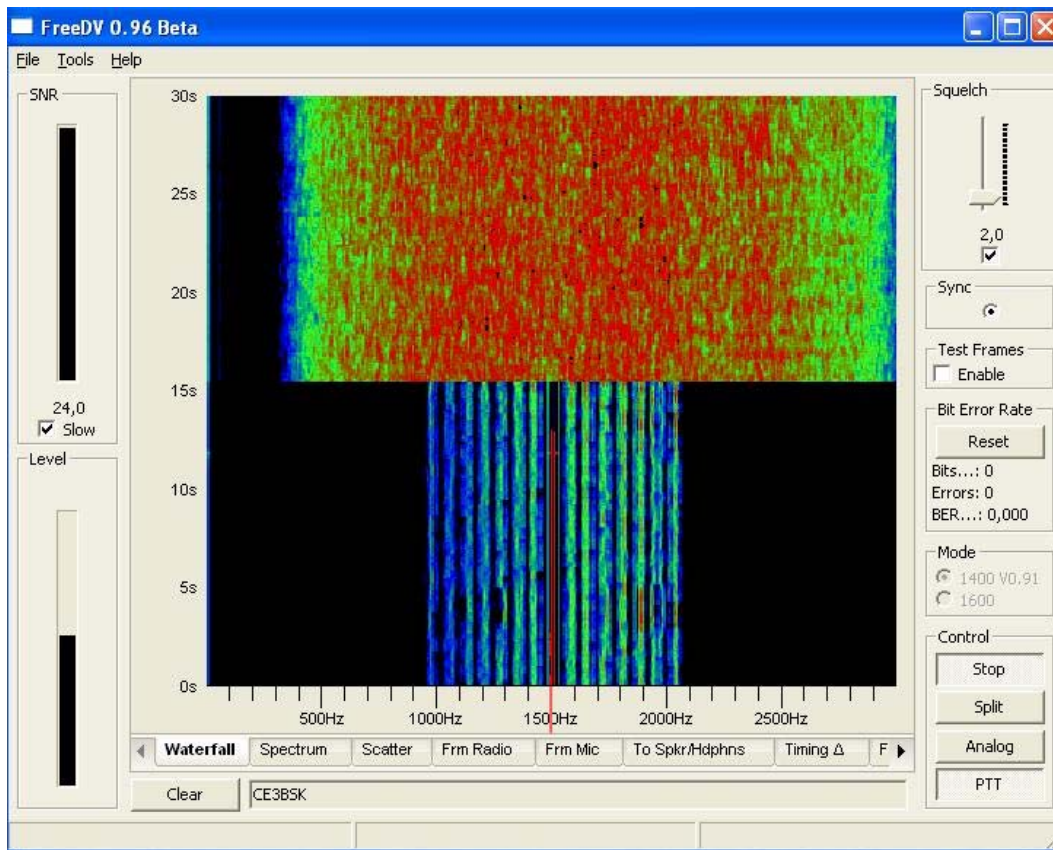 FreeDV 0.96 Beta
File Tools Help
SNR
24,0
Slow
Level
30s
25s
20s
15s
10s
5s
0s
500Hz 1000Hz 1500Hz 2000Hz 2500Hz
Waterfall Spectrum Scatter Frm Radio Frm Mic To Spkr/Hdphns Timing Δ F
Clear CE3BSK
Squelch
2,0
Sync
Test Frames
Enable
Bit Error Rate
Reset
Bits...: 0
Errors: 0
BER...: 0,000
Mode
1400 V0.91
1600
Control
Stop
Split
Analog
PTT